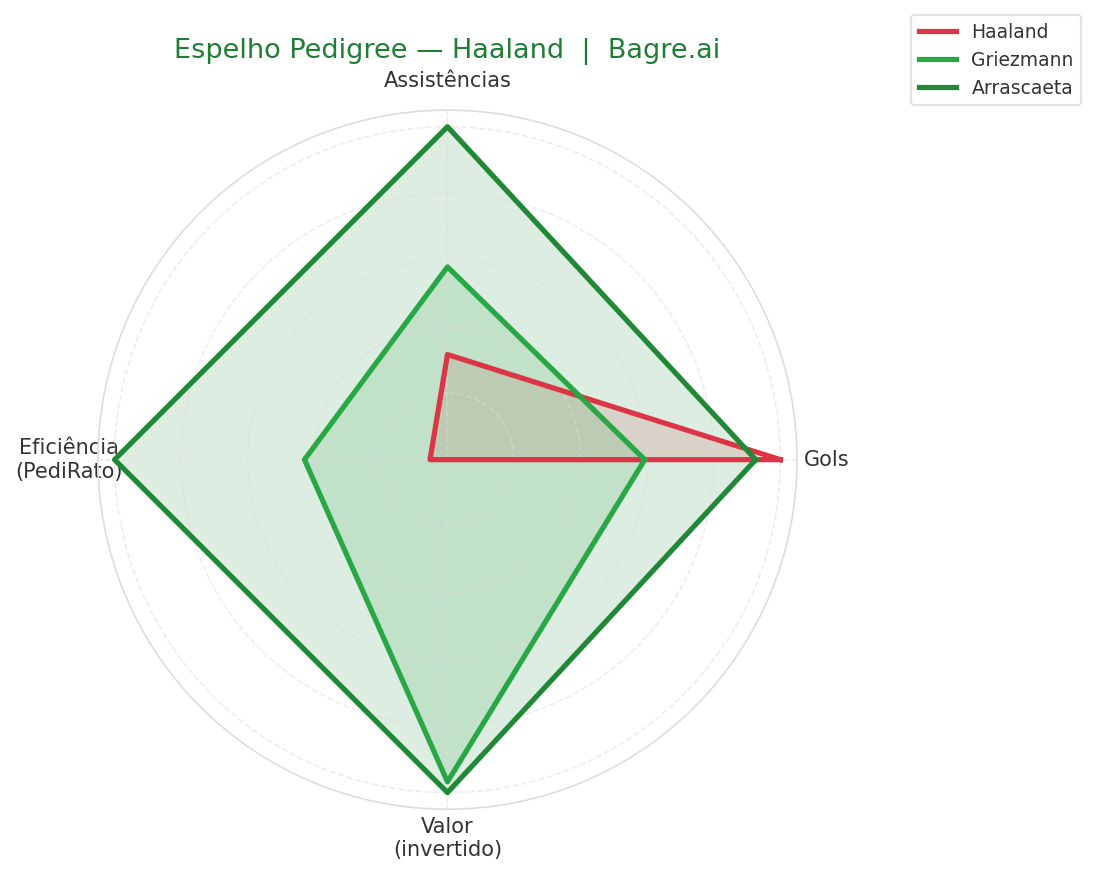 Espelho Pedigree — Haaland | Bagre.ai
Haaland
Griezmann
Arrascaeta
Assistências
Eficiência
(PediRato)
Gols
Valor
(invertido)